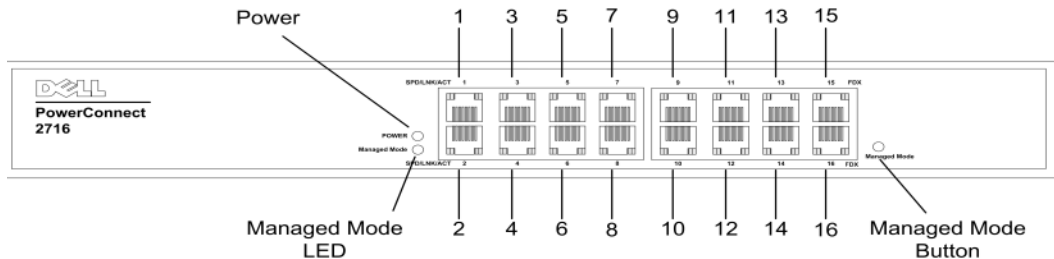 Power 1 3 5 7 9 11 13 15
DELL
PowerConnect
2716
SPD/LNK/ACT 1 3 5 7 9 11 13 15 FDX
POWER
Managed Mode
SPD/LNK/ACT 2 4 6 8 10 12 14 16 FDX
Managed Mode
Managed Mode
LED
2 4 6 8 10 12 14 16
Managed Mode
Button